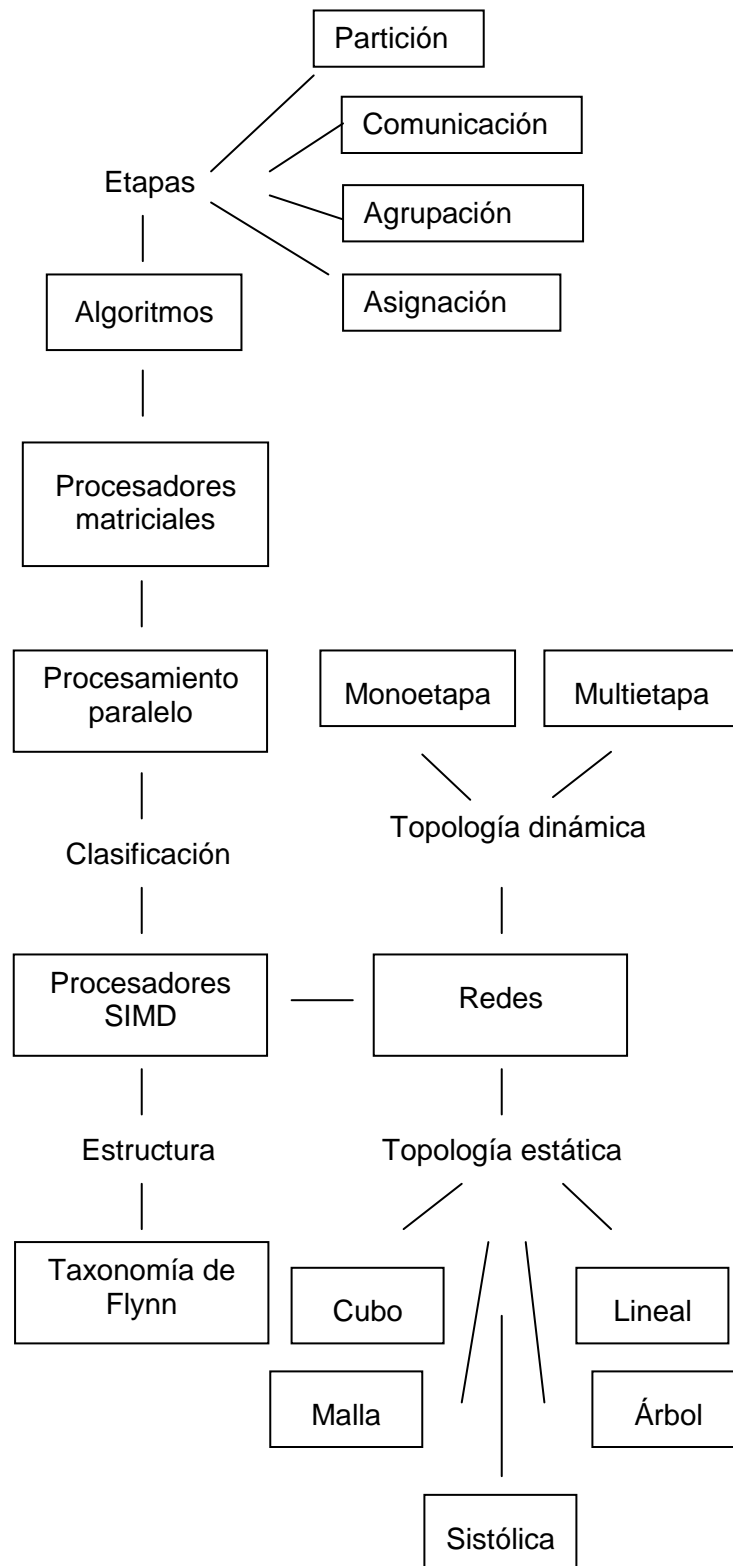 Partición
Comunicación
Etapas
Agrupación
Asignación
Algoritmos
Procesadores
matriciales
Procesamiento
paralelo
Monoetapa
Multietapa
Topología dinámica
Clasificación
Procesadores
SIMD
Redes
Estructura
Topología estática
Taxonomía de
Flynn
Cubo
Lineal
Malla
Árbol
Sistólica